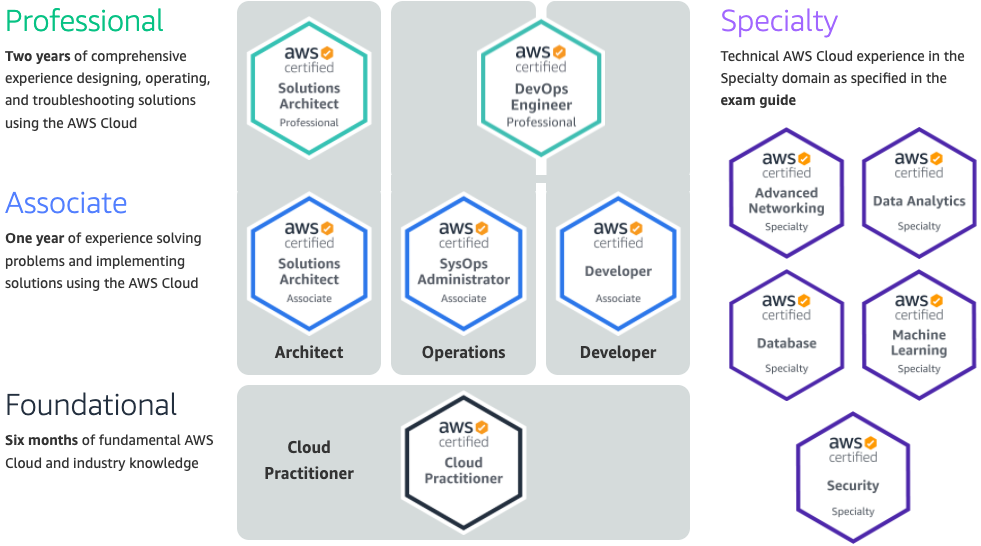 Professional
Two years of comprehensive
experience designing, operating,
and troubleshooting solutions
using the AWS Cloud
aws
certified
Solutions
Architect
Professional
aws
certified
DevOps
Engineer
Professional
Specialty
Technical AWS Cloud experience in the
Specialty domain as specified in the
exam guide
Associate
One year of experience solving
problems and implementing
solutions using the AWS Cloud
aws
certified
Solutions
Architect
Associate
aws
certified
SysOps
Administrator
Associate
aws
certified
Developer
Associate
Architect
Operations
Developer
aws
certified
Advanced
Networking
Specialty
aws
certified
Data Analytics
Specialty
aws
certified
Database
Specialty
aws
certified
Machine
Learning
Specialty
aws
certified
Security
Specialty
Foundational
Six months of fundamental AWS
Cloud and industry knowledge
Cloud
Practitioner
aws
certified
Cloud
Practitioner